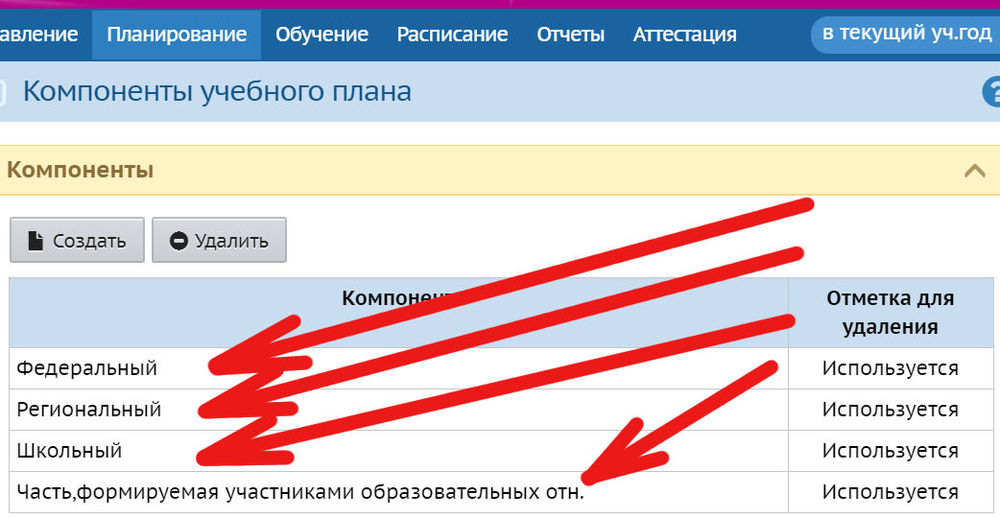 Планирование Обучение Расписание Отчеты Аттестация в текущий уч.год
Компоненты учебного плана
Компоненты
Создать Удалить
Отметка для
удаления
Федеральный Используется
Региональный Используется
Школьный Используется
Часть,формируемая участниками образовательных отн. Используется